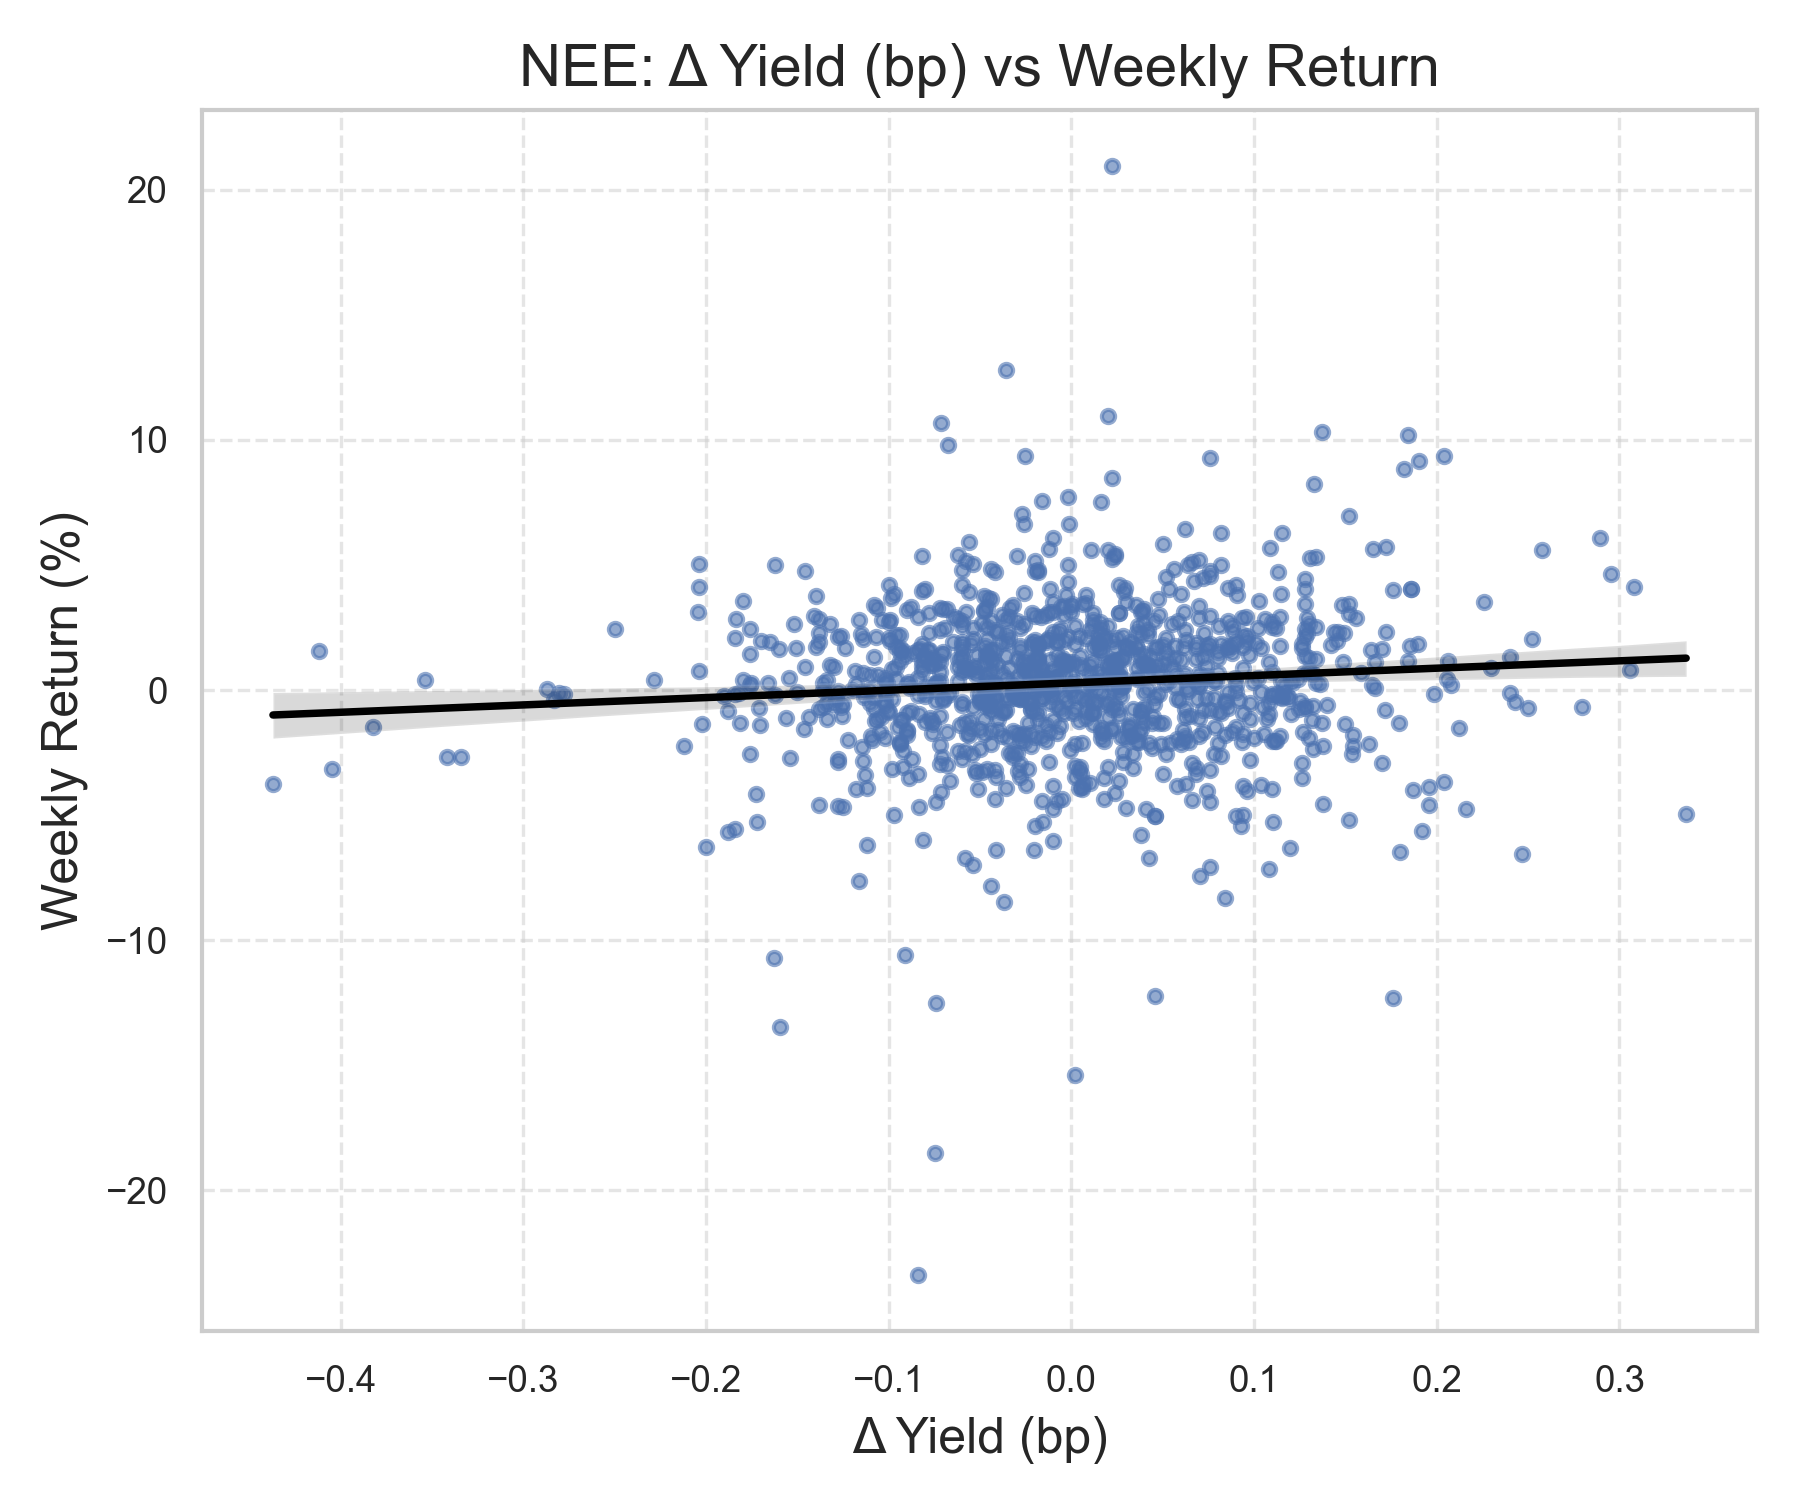 NEE: Δ Yield (bp) vs Weekly Return
Weekly Return (%)
20
10
0
−10
−20
−0.4 −0.3 −0.2 −0.1 0.0 0.1 0.2 0.3
Δ Yield (bp)